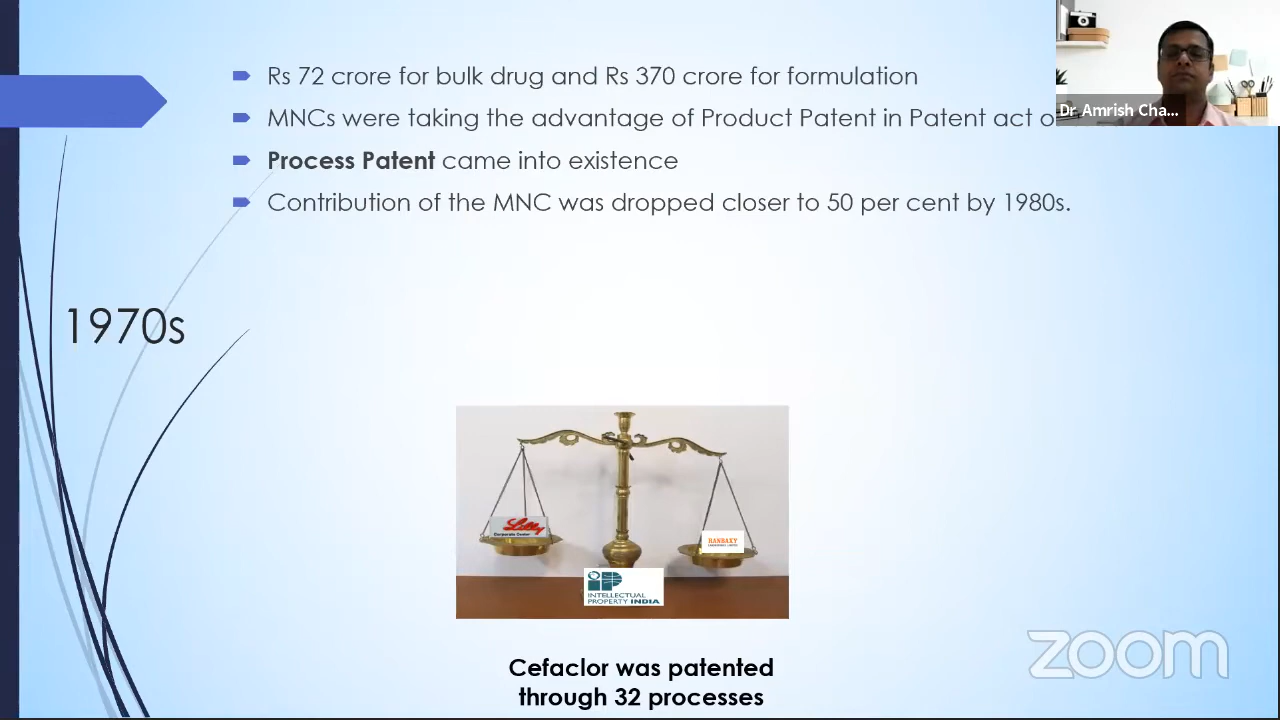 Rs 72 crore for bulk drug and Rs 370 crore for formulation
MNCs were taking the advantage of Product Patent in Patent act o
Process Patent came into existence
Contribution of the MNC was dropped closer to 50 per cent by 1980s.
Dr Amrish Cha...
1970s
Lilly
Corporate Center
RANBAXY
iP
INTELLECTUAL
PROPERTY INDIA
Cefaclor was patented
through 32 processes
zoom